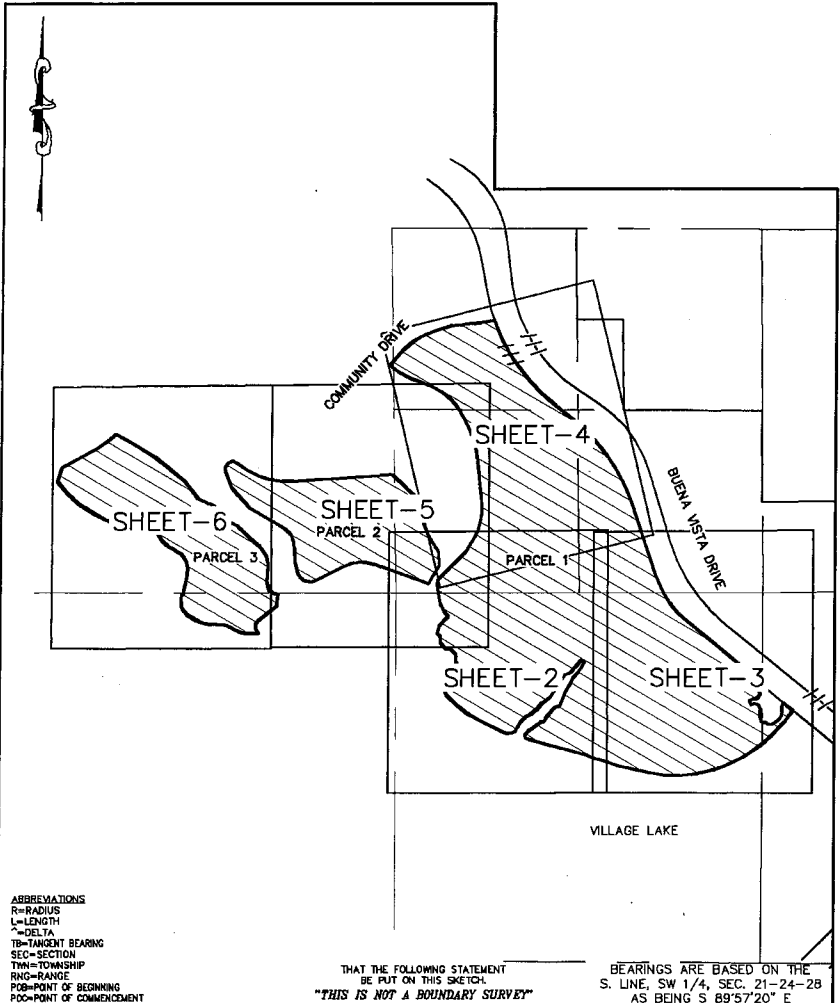 COMMUNITY DRIVE
SHEET-4
BUENA VISTA DRIVE
SHEET-5
PARCEL 2
SHEET-6
PARCEL 3
PARCEL 1
SHEET-2
SHEET-3
VILLAGE LAKE
ABBREVIATIONS
R=RADIUS
L=LENGTH
^=DELTA
TB=TANGENT BEARING
SEC=SECTION
TWN=TOWNSHIP
RNG=RANGE
POB=POINT OF BEGINNING
POC=POINT OF COMMENCEMENT
THAT THE FOLLOWING STATEMENT
BE PUT ON THIS SKETCH.
"THIS IS NOT A BOUNDARY SURVEY"
BEARINGS ARE BASED ON THE
S. LINE, SW 1/4, SEC. 21-24-28
AS BEING S 89°57'20" E